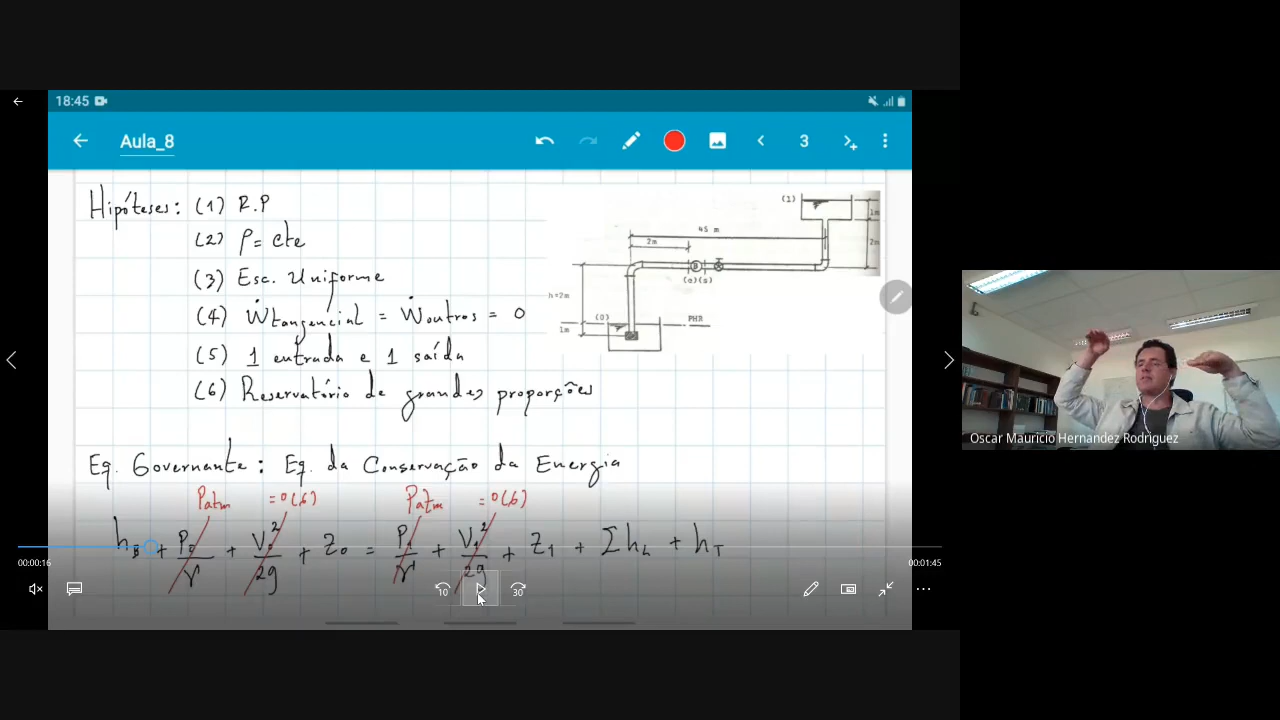 18:45
Aula_8
3
Hipóteses: (1) R.P
(2) ρ = cte
(3) Esc. Uniforme
(4) Ẇtangencial = Ẇoutros = 0
(5) 1 entrada e 1 saída
(6) Reservatório de grandes proporções
(1)
1m
45 m
2m
2m
B
(e)(s)
h=2m
(0)
PHR
1m
Eq. Governante: Eq. da Conservação da Energia
Patm =0(6) Patm =0(6)
hB + P0/γ + V0²/2g + z0 = P1/γ + V1²/2g + z1 + ΣhL + hT
00:00:16
00:01:45
10
30
Oscar Mauricio Hernandez Rodriguez